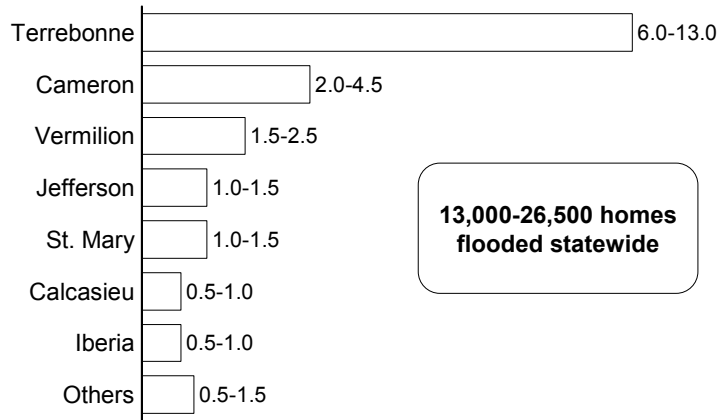 Terrebonne 6.0-13.0
Cameron 2.0-4.5
Vermilion 1.5-2.5
Jefferson 1.0-1.5
St. Mary 1.0-1.5
Calcasieu 0.5-1.0
Iberia 0.5-1.0
Others 0.5-1.5
13,000-26,500 homes
flooded statewide